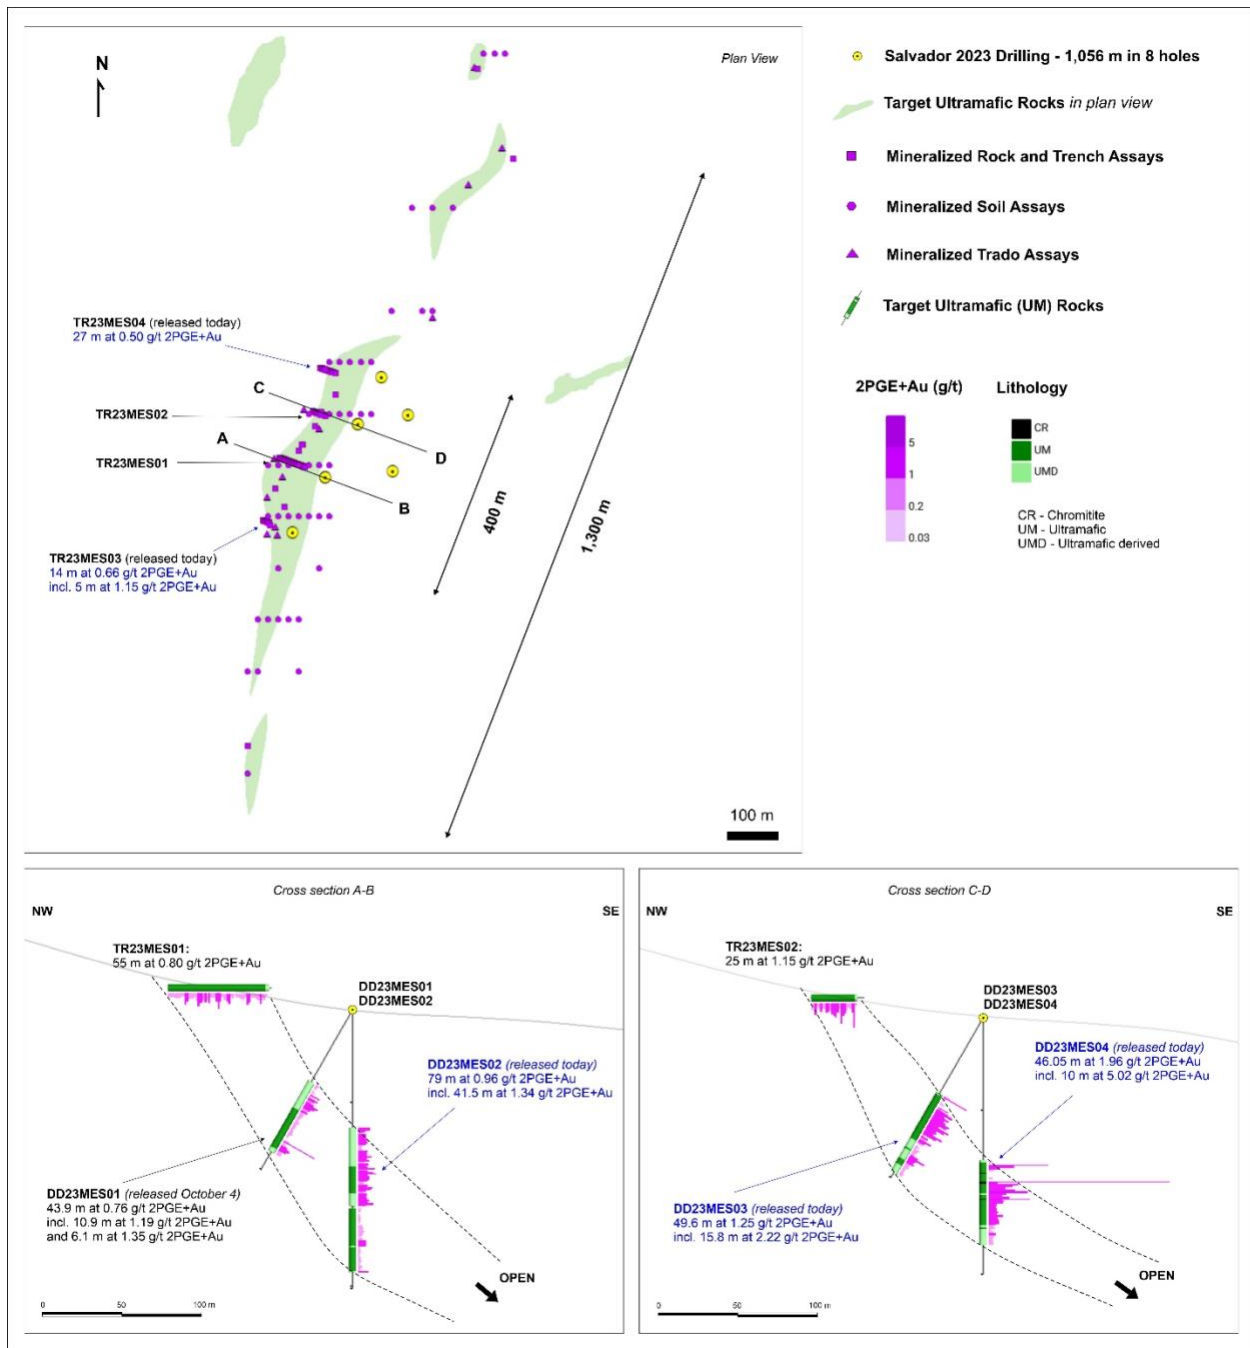 N
Plan View
TR23MES04 (released today)
27 m at 0.50 g/t 2PGE+Au
C
TR23MES02
A
TR23MES01
D
B
TR23MES03 (released today)
14 m at 0.66 g/t 2PGE+Au
incl. 5 m at 1.15 g/t 2PGE+Au
400 m
1,300 m
100 m
Salvador 2023 Drilling - 1,056 m in 8 holes
Target Ultramafic Rocks in plan view
Mineralized Rock and Trench Assays
Mineralized Soil Assays
Mineralized Trado Assays
Target Ultramafic (UM) Rocks
2PGE+Au (g/t)
5
1
0.2
0.03
Lithology
CR
UM
UMD
CR - Chromitite
UM - Ultramafic
UMD - Ultramafic derived
Cross section A-B
NW
SE
TR23MES01:
55 m at 0.80 g/t 2PGE+Au
DD23MES01
DD23MES02
DD23MES02 (released today)
79 m at 0.96 g/t 2PGE+Au
incl. 41.5 m at 1.34 g/t 2PGE+Au
DD23MES01 (released October 4)
43.9 m at 0.76 g/t 2PGE+Au
incl. 10.9 m at 1.19 g/t 2PGE+Au
and 6.1 m at 1.35 g/t 2PGE+Au
OPEN
0 50 100 m
Cross section C-D
NW
SE
TR23MES02:
25 m at 1.15 g/t 2PGE+Au
DD23MES03
DD23MES04
DD23MES04 (released today)
46.05 m at 1.96 g/t 2PGE+Au
incl. 10 m at 5.02 g/t 2PGE+Au
DD23MES03 (released today)
49.6 m at 1.25 g/t 2PGE+Au
incl. 15.8 m at 2.22 g/t 2PGE+Au
OPEN
0 50 100 m